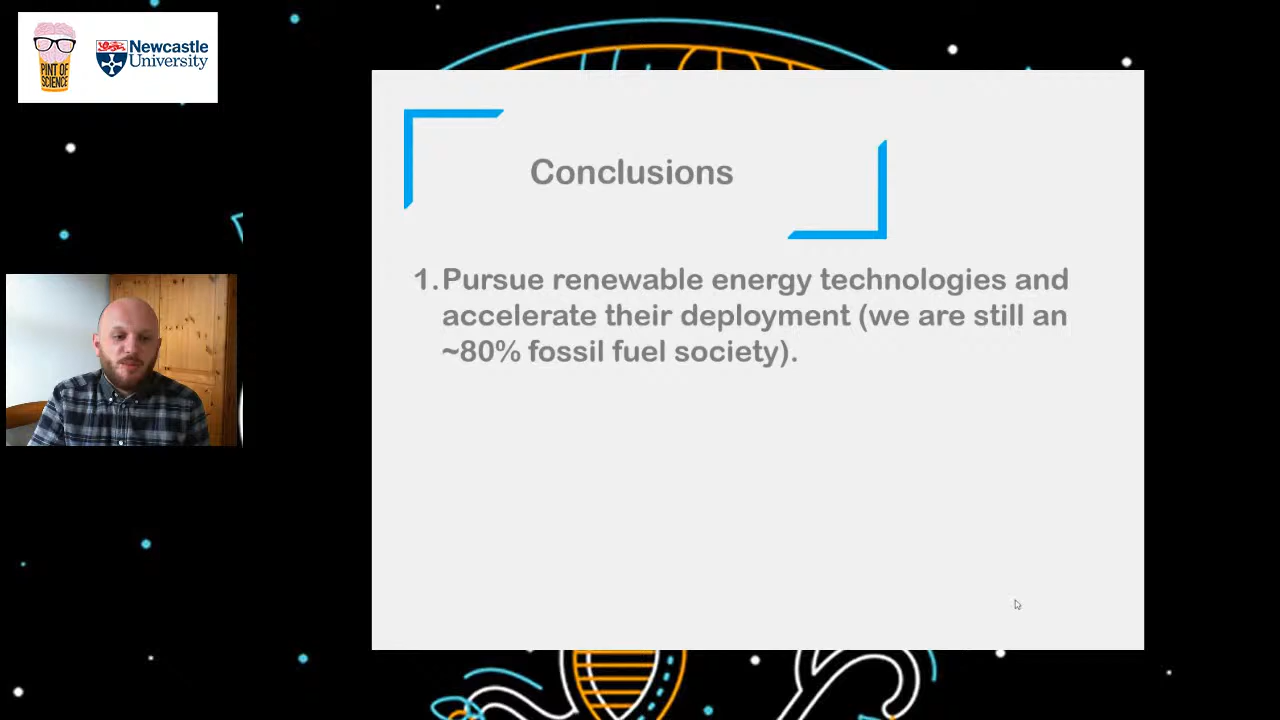 PINT OF
SCIENCE
Newcastle
University
Conclusions
1. Pursue renewable energy technologies and
accelerate their deployment (we are still an
~80% fossil fuel society).